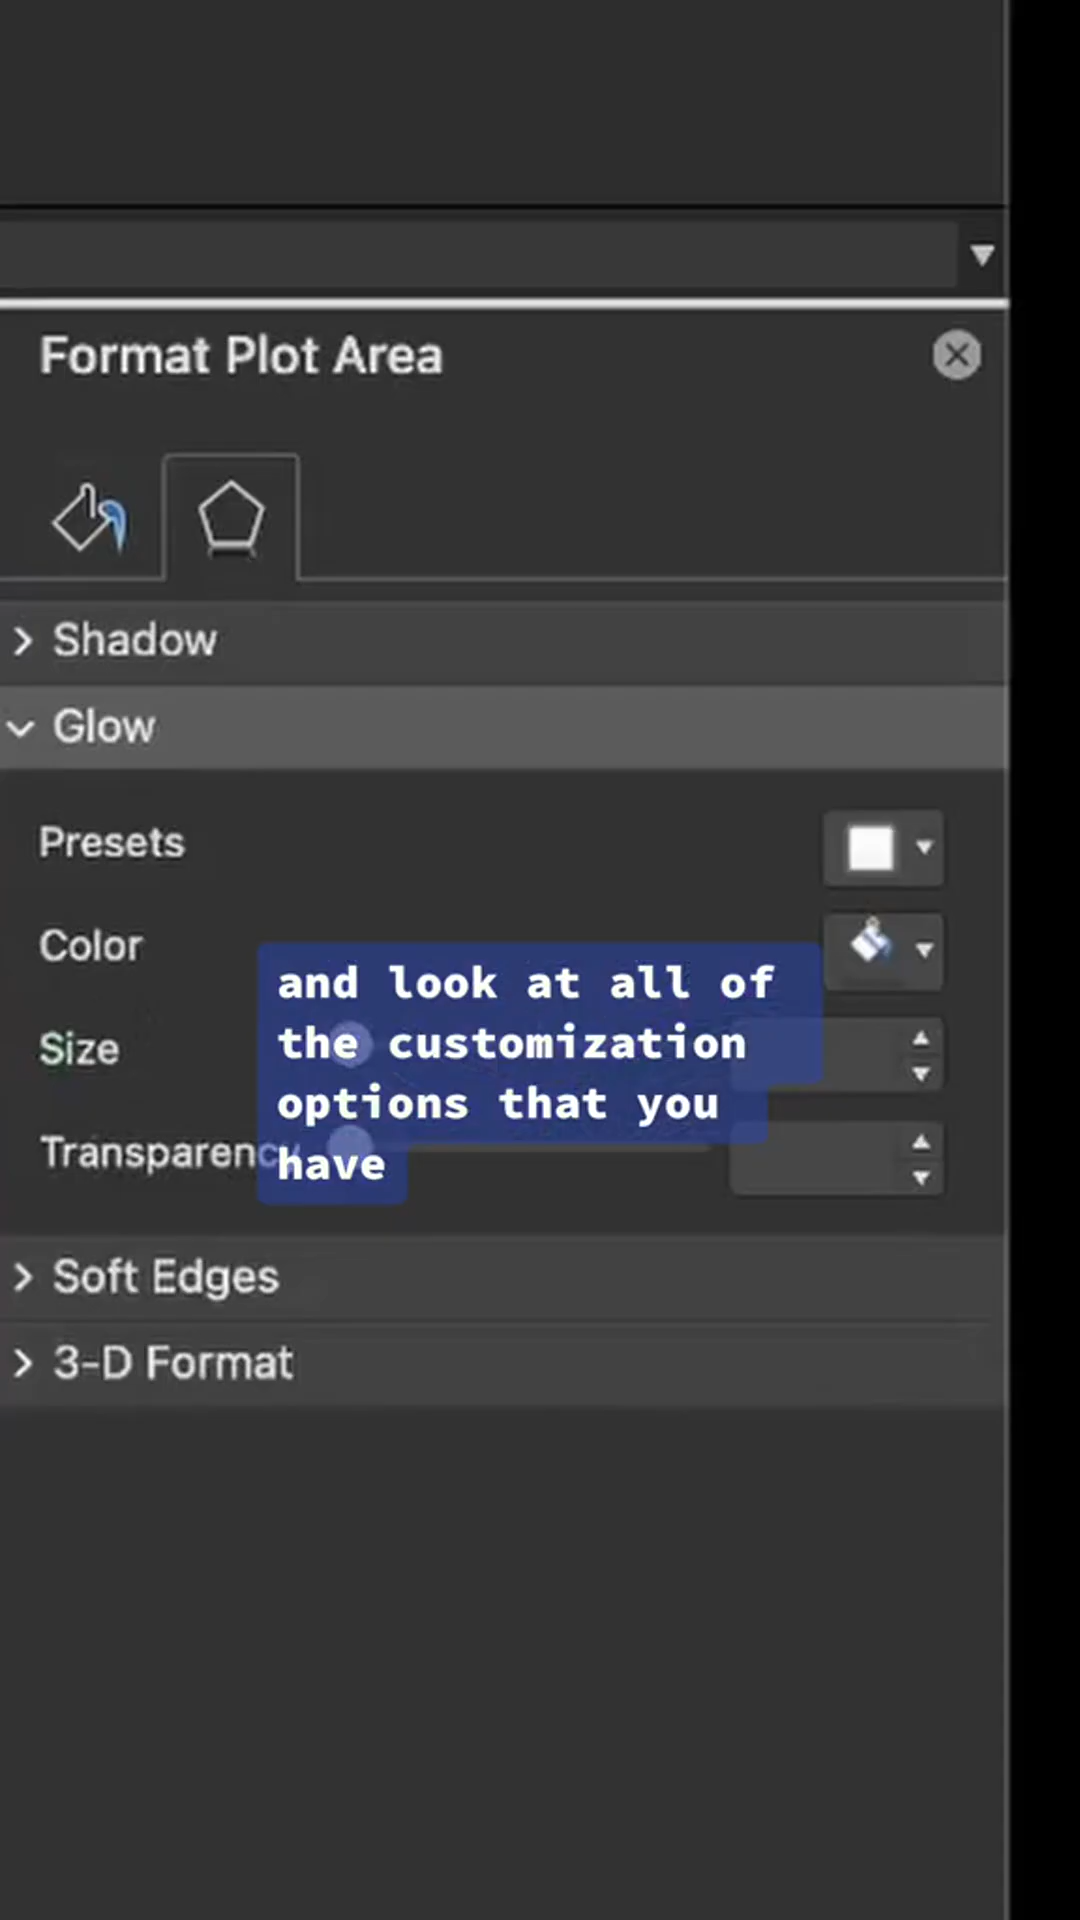 Format Plot Area
Shadow
Glow
Presets
Color
and look at all of
the customization
options that you
have
Size
Transparency
Soft Edges
3-D Format